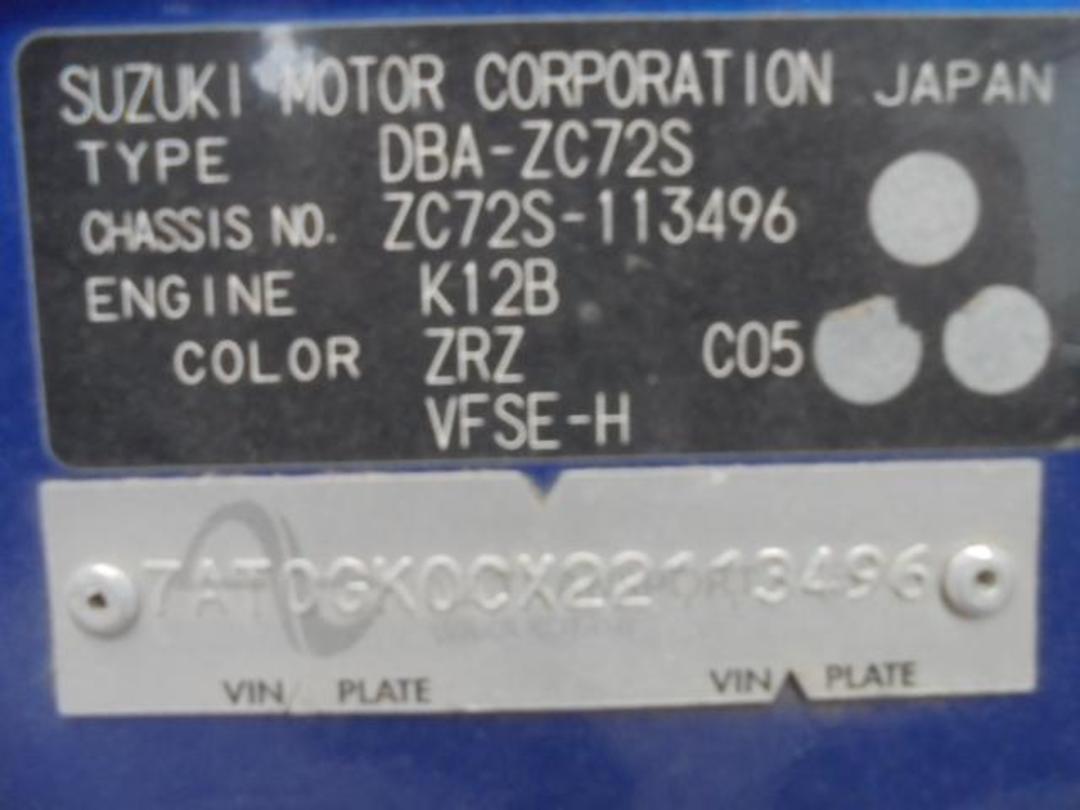 SUZUKI MOTOR CORPORATION JAPAN
TYPE DBA-ZC72S
CHASSIS NO. ZC72S-113496
ENGINE K12B
COLOR ZRZ C05
VFSE-H
7AT0GK0CX22113496
VIN PLATE VIN PLATE